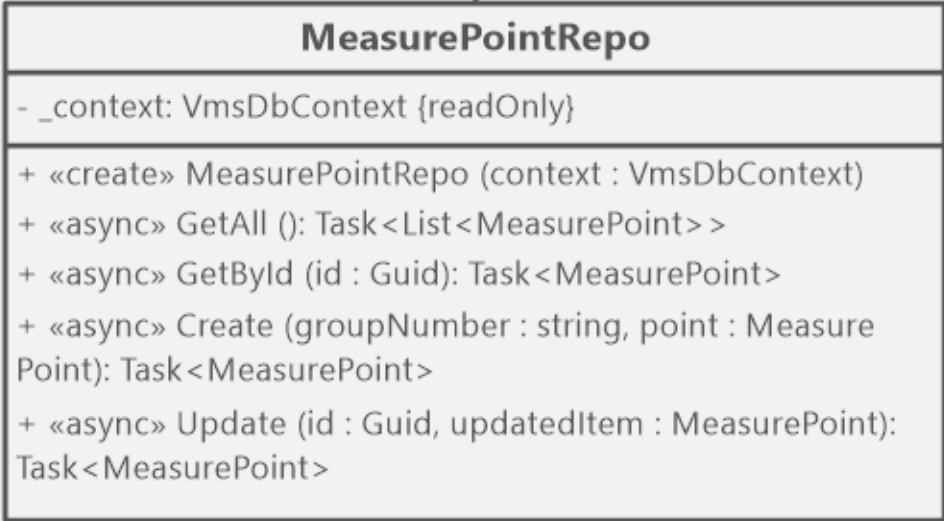 MeasurePointRepo
- _context: VmsDbContext {readOnly}
+ «create» MeasurePointRepo (context : VmsDbContext)
+ «async» GetAll (): Task<List<MeasurePoint>>
+ «async» GetById (id : Guid): Task<MeasurePoint>
+ «async» Create (groupNumber : string, point : Measure
Point): Task<MeasurePoint>
+ «async» Update (id : Guid, updatedItem : MeasurePoint):
Task<MeasurePoint>